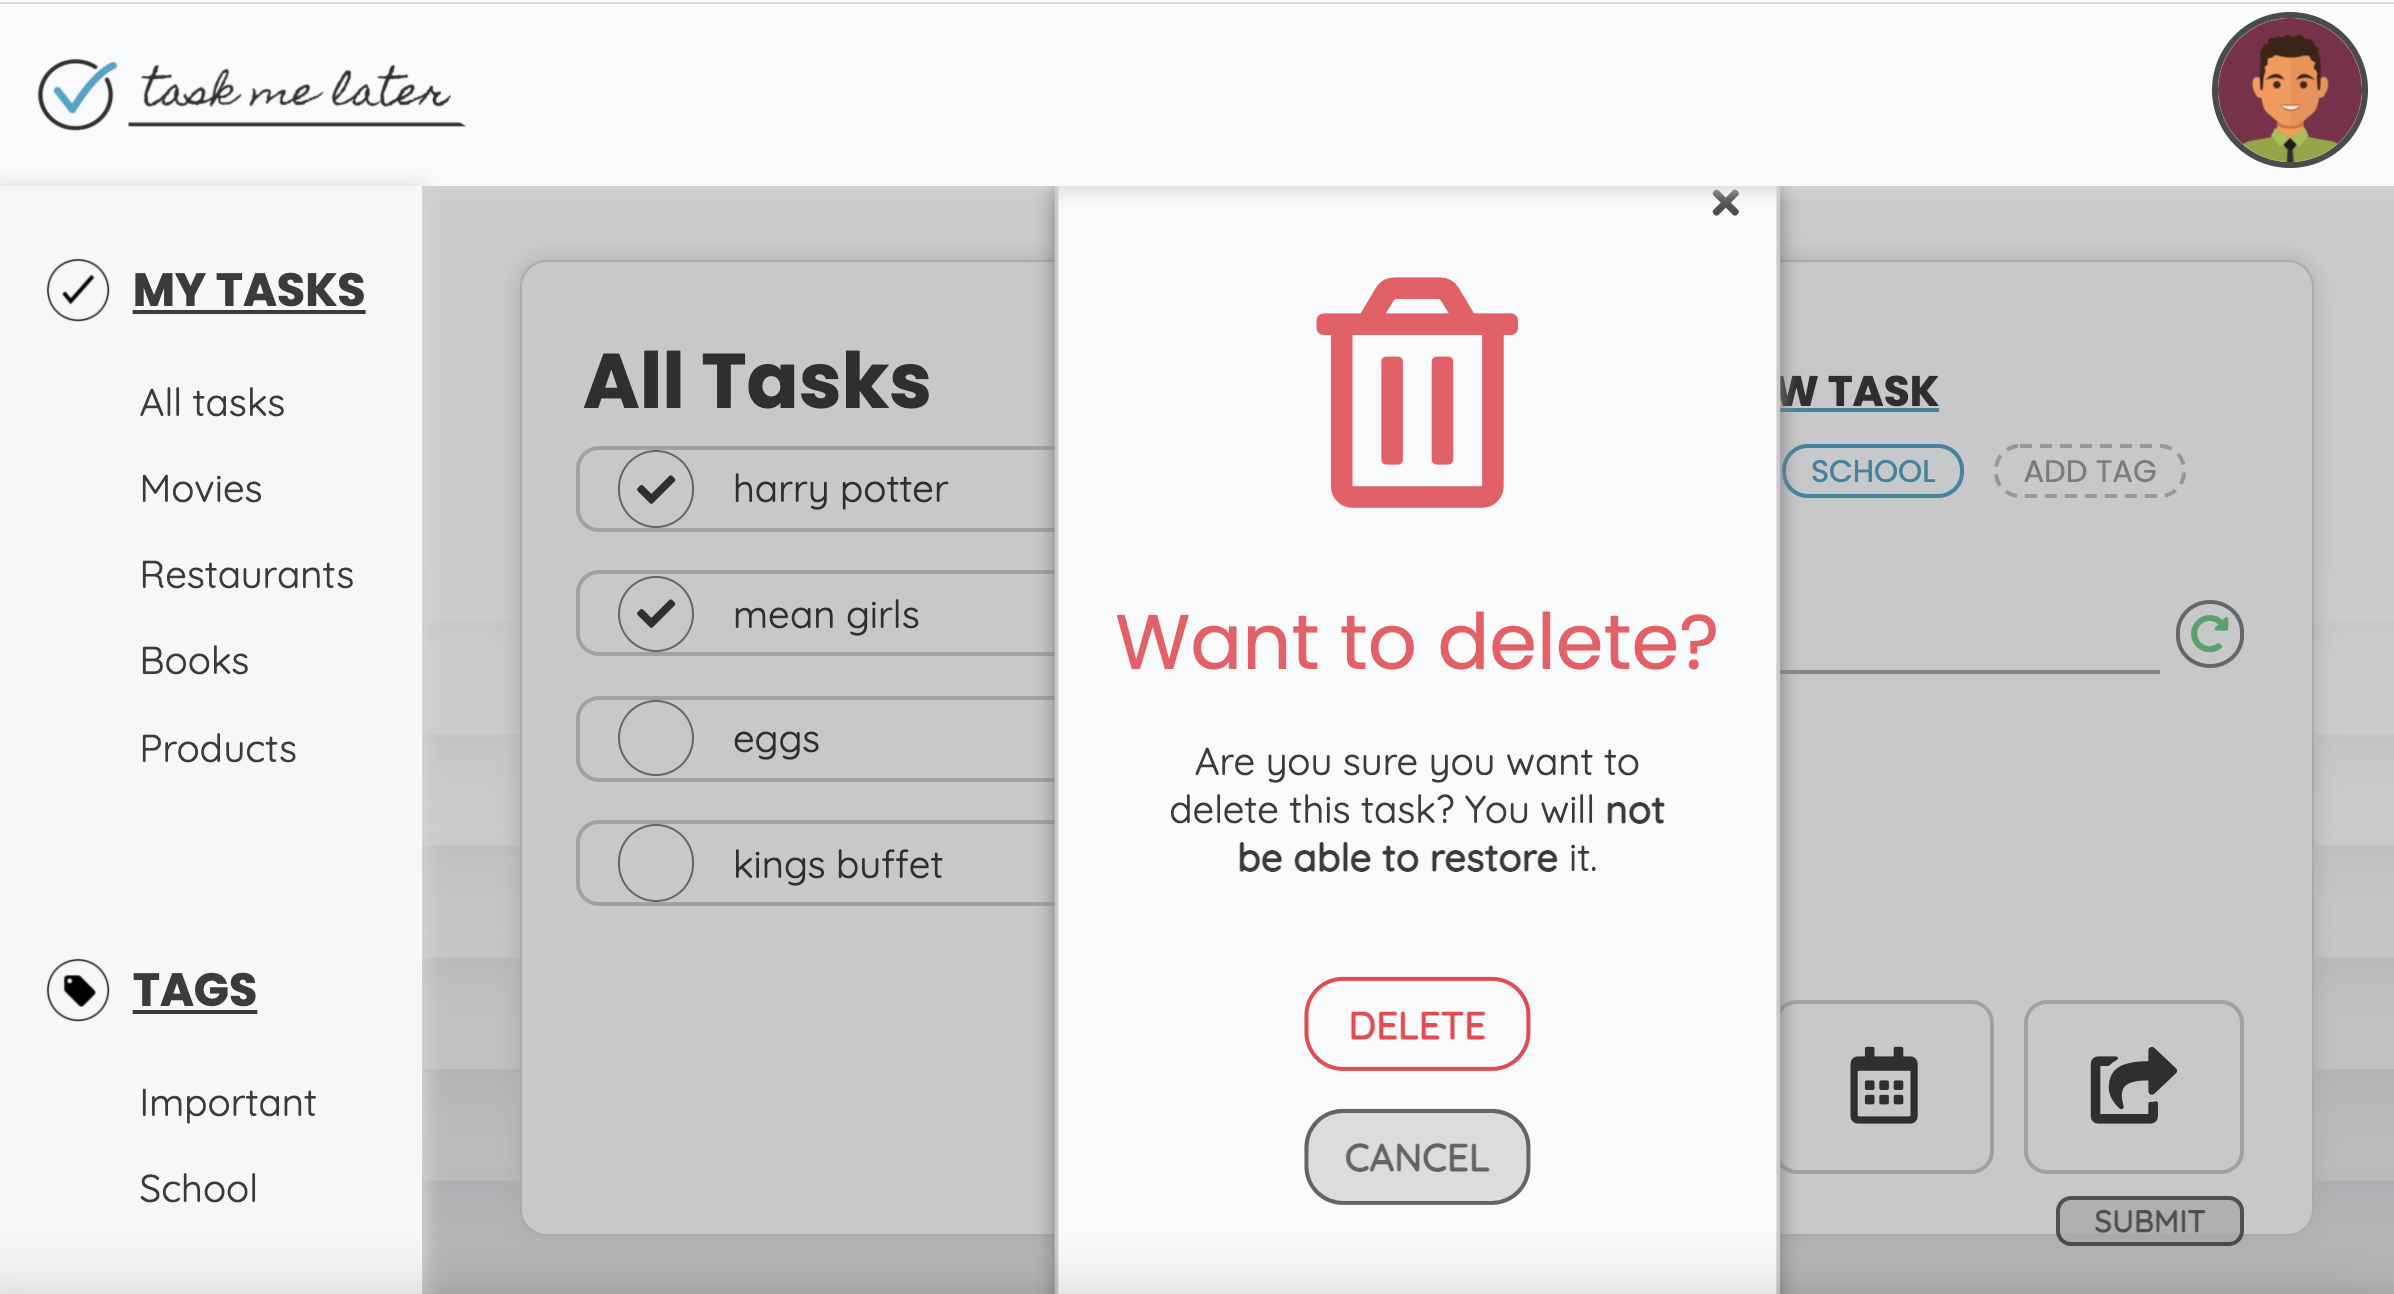 task me later
MY TASKS
All tasks
Movies
Restaurants
Books
Products
TAGS
Important
School
All Tasks
harry potter
mean girls
eggs
kings buffet
Want to delete?
Are you sure you want to
delete this task? You will not
be able to restore it.
DELETE
CANCEL
W TASK
SCHOOL
ADD TAG
SUBMIT